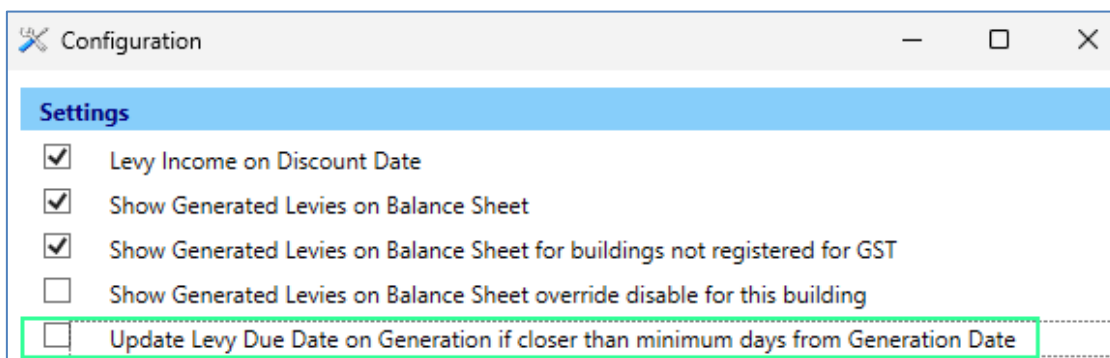 Configuration
Settings
Levy Income on Discount Date
Show Generated Levies on Balance Sheet
Show Generated Levies on Balance Sheet for buildings not registered for GST
Show Generated Levies on Balance Sheet override disable for this building
Update Levy Due Date on Generation if closer than minimum days from Generation Date